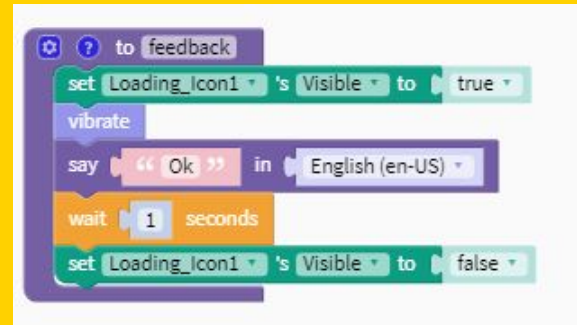 ? to feedback
set Loading_Icon1 's Visible to true
vibrate
say “ Ok ” in English (en-US)
wait 1 seconds
set Loading_Icon1 's Visible to false